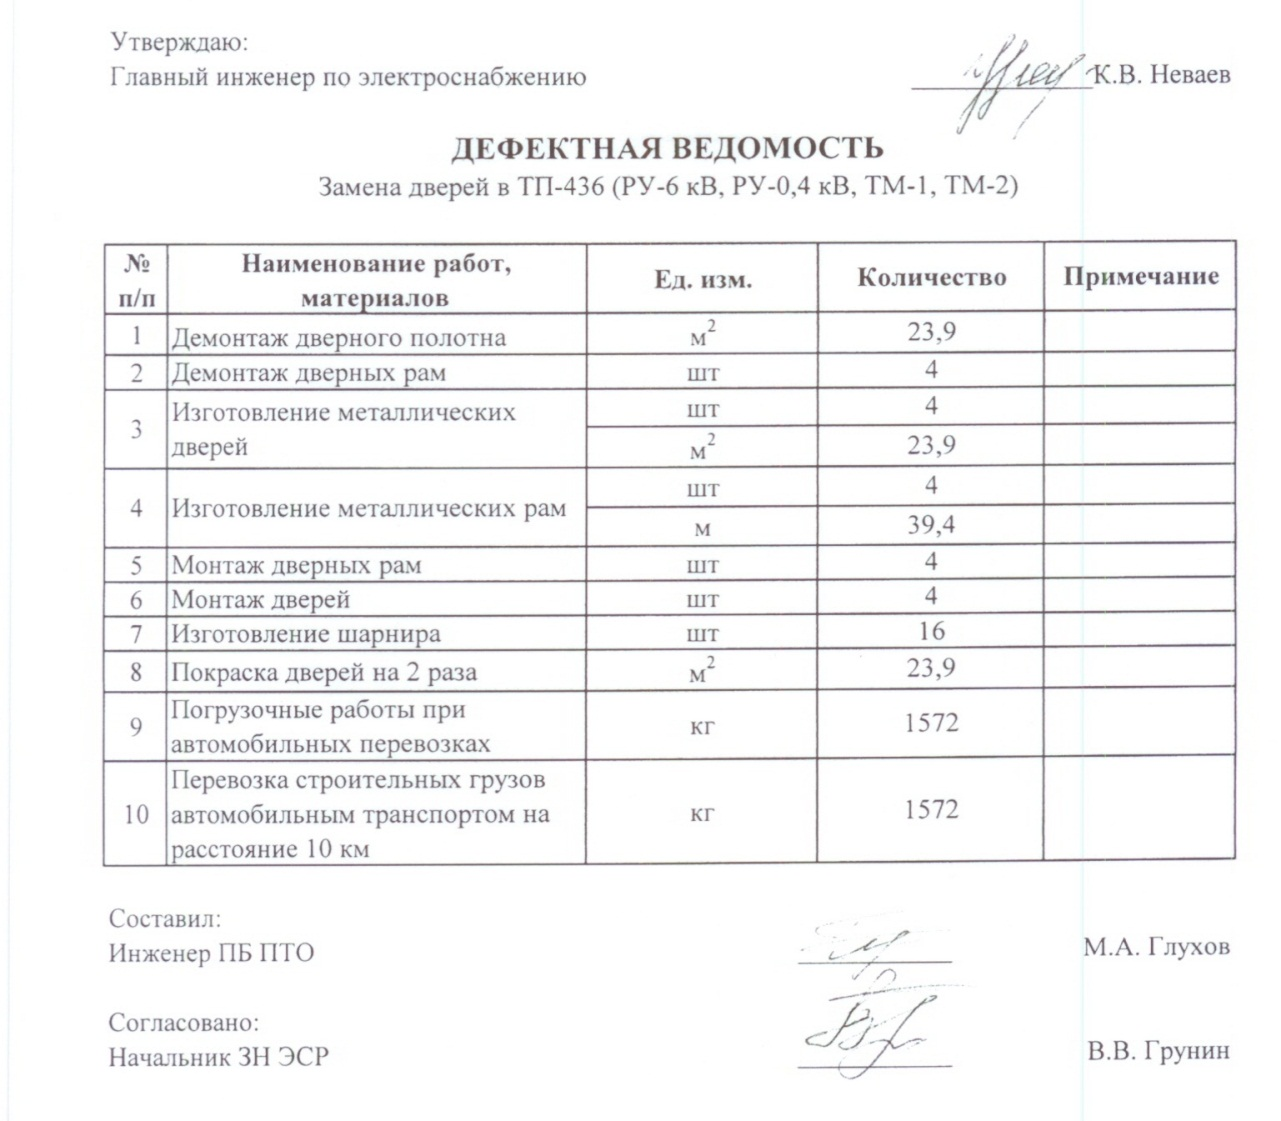 Утверждаю:
Главный инженер по электроснабжению
К.В. Неваев
ДЕФЕКТНАЯ ВЕДОМОСТЬ
Замена дверей в ТП-436 (РУ-6 кВ, РУ-0,4 кВ, ТМ-1, ТМ-2)
№ п/п Наименование работ, материалов Ед. изм. Количество Примечание
1 Демонтаж дверного полотна м² 23,9
2 Демонтаж дверных рам шт 4
3 Изготовление металлических дверей шт 4
м² 23,9
4 Изготовление металлических рам шт 4
м 39,4
5 Монтаж дверных рам шт 4
6 Монтаж дверей шт 4
7 Изготовление шарнира шт 16
8 Покраска дверей на 2 раза м² 23,9
9 Погрузочные работы при автомобильных перевозках кг 1572
10 Перевозка строительных грузов автомобильным транспортом на расстояние 10 км кг 1572
Составил:
Инженер ПБ ПТО
М.А. Глухов
Согласовано:
Начальник ЗН ЭСР
В.В. Грунин